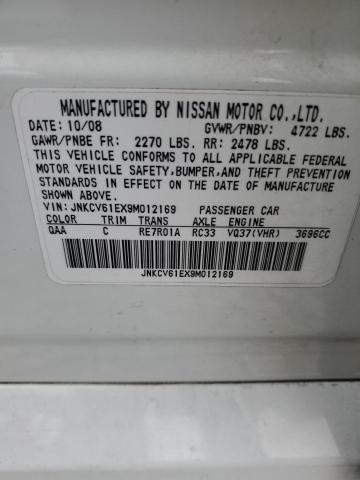 MANUFACTURED BY NISSAN MOTOR CO.,LTD.
DATE: 10/08 GVWR/PNBV: 4722 LBS.
GAWR/PNBE FR: 2270 LBS. RR: 2478 LBS.
THIS VEHICLE CONFORMS TO ALL APPLICABLE FEDERAL
MOTOR VEHICLE SAFETY,BUMPER,AND THEFT PREVENTION
STANDARDS IN EFFECT ON THE DATE OF MANUFACTURE
SHOWN ABOVE.
VIN: JNKCV61EX9M012169 PASSENGER CAR
COLOR TRIM TRANS AXLE ENGINE
QAA C RE7R01A RC33 VQ37(VHR) 3696CC
JNKCV61EX9M012169